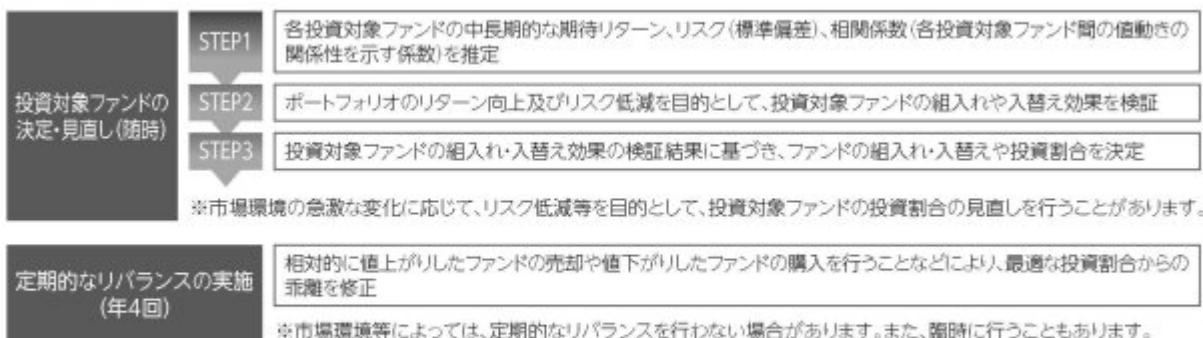 投資対象ファンドの
決定・見直し(随時)
STEP1
各投資対象ファンドの中長期的な期待リターン、リスク(標準偏差)、相関係数(各投資対象ファンド間の値動きの
関係性を示す係数)を推定
STEP2
ポートフォリオのリターン向上及びリスク低減を目的として、投資対象ファンドの組入れや入替え効果を検証
STEP3
投資対象ファンドの組入れ・入替え効果の検証結果に基づき、ファンドの組入れ・入替えや投資割合を決定
※市場環境の急激な変化に応じて、リスク低減等を目的として、投資対象ファンドの投資割合の見直しを行うことがあります。
定期的なリバランスの実施
(年4回)
相対的に値上がりしたファンドの売却や値下がりしたファンドの購入を行うことなどにより、最適な投資割合からの
乖離を修正
※市場環境等によっては、定期的なリバランスを行わない場合があります。また、臨時に行うこともあります。